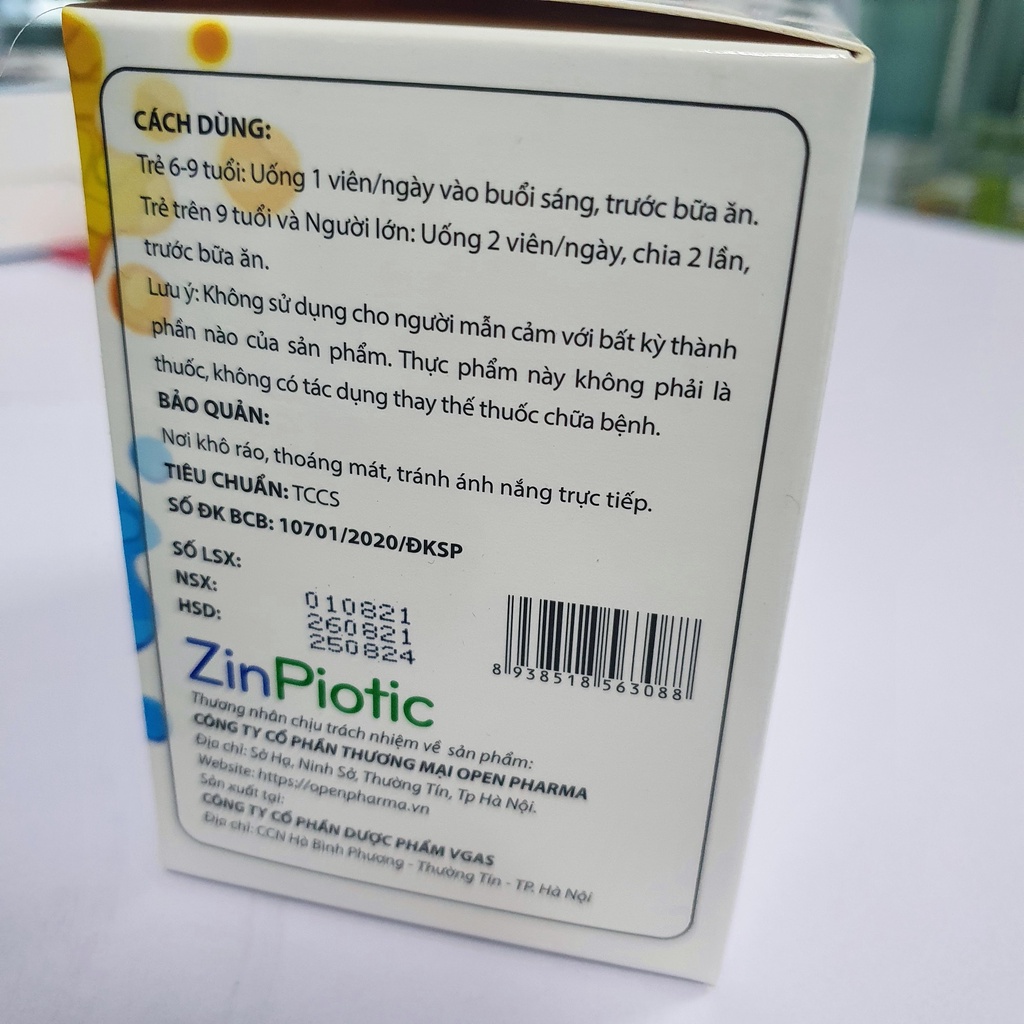 CÁCH DÙNG:
Trẻ 6-9 tuổi: Uống 1 viên/ngày vào buổi sáng, trước bữa ăn.
Trẻ trên 9 tuổi và Người lớn: Uống 2 viên/ngày, chia 2 lần,
trước bữa ăn.
Lưu ý: Không sử dụng cho người mẫn cảm với bất kỳ thành
phần nào của sản phẩm. Thực phẩm này không phải là
thuốc, không có tác dụng thay thế thuốc chữa bệnh.
BẢO QUẢN:
Nơi khô ráo, thoáng mát, tránh ánh nắng trực tiếp.
TIÊU CHUẨN: TCCS
SỐ ĐK BCB: 10701/2020/ĐKSP
SỐ LSX: 010821
NSX: 260821
HSD: 250824
8 938518 563088
ZinPiotic
Thương nhân chịu trách nhiệm về sản phẩm:
CÔNG TY CỔ PHẦN THƯƠNG MẠI OPEN PHARMA
Địa chỉ: Sở Hạ, Ninh Sở, Thường Tín, Tp Hà Nội.
Website: https://openpharma.vn
Sản xuất tại:
CÔNG TY CỔ PHẦN DƯỢC PHẨM VGAS
Địa chỉ: CCN Hà Bình Phương - Thường Tín - TP. Hà Nội